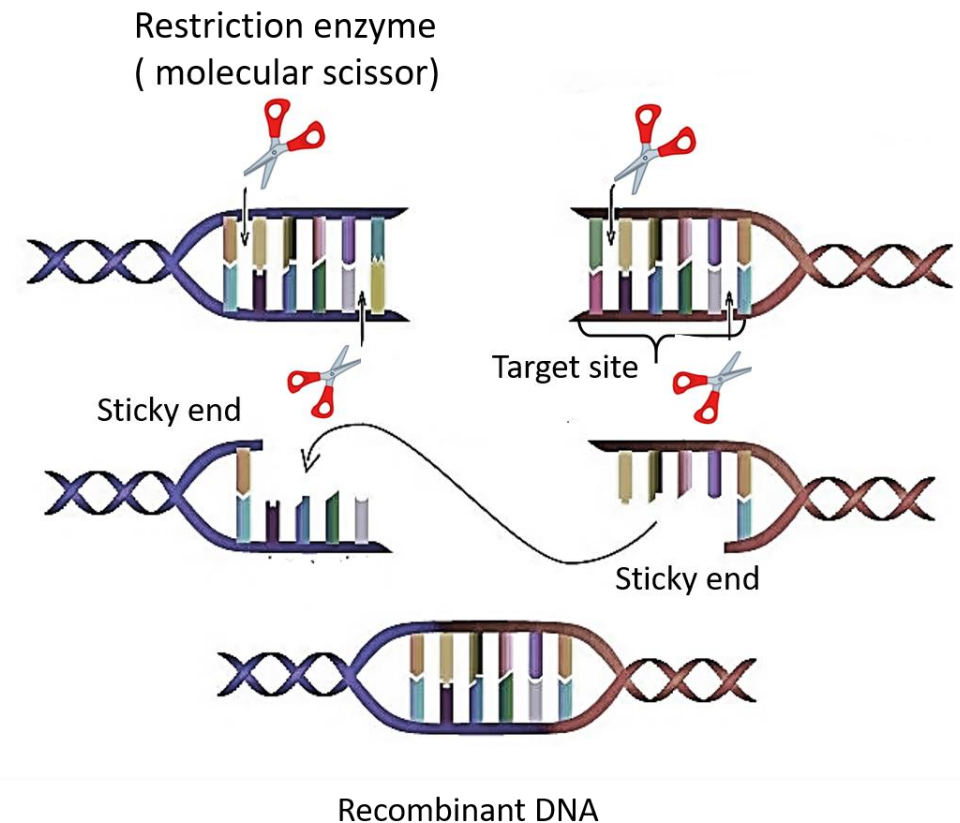 Restriction enzyme
( molecular scissor)
Target site
Sticky end
Sticky end
Recombinant DNA